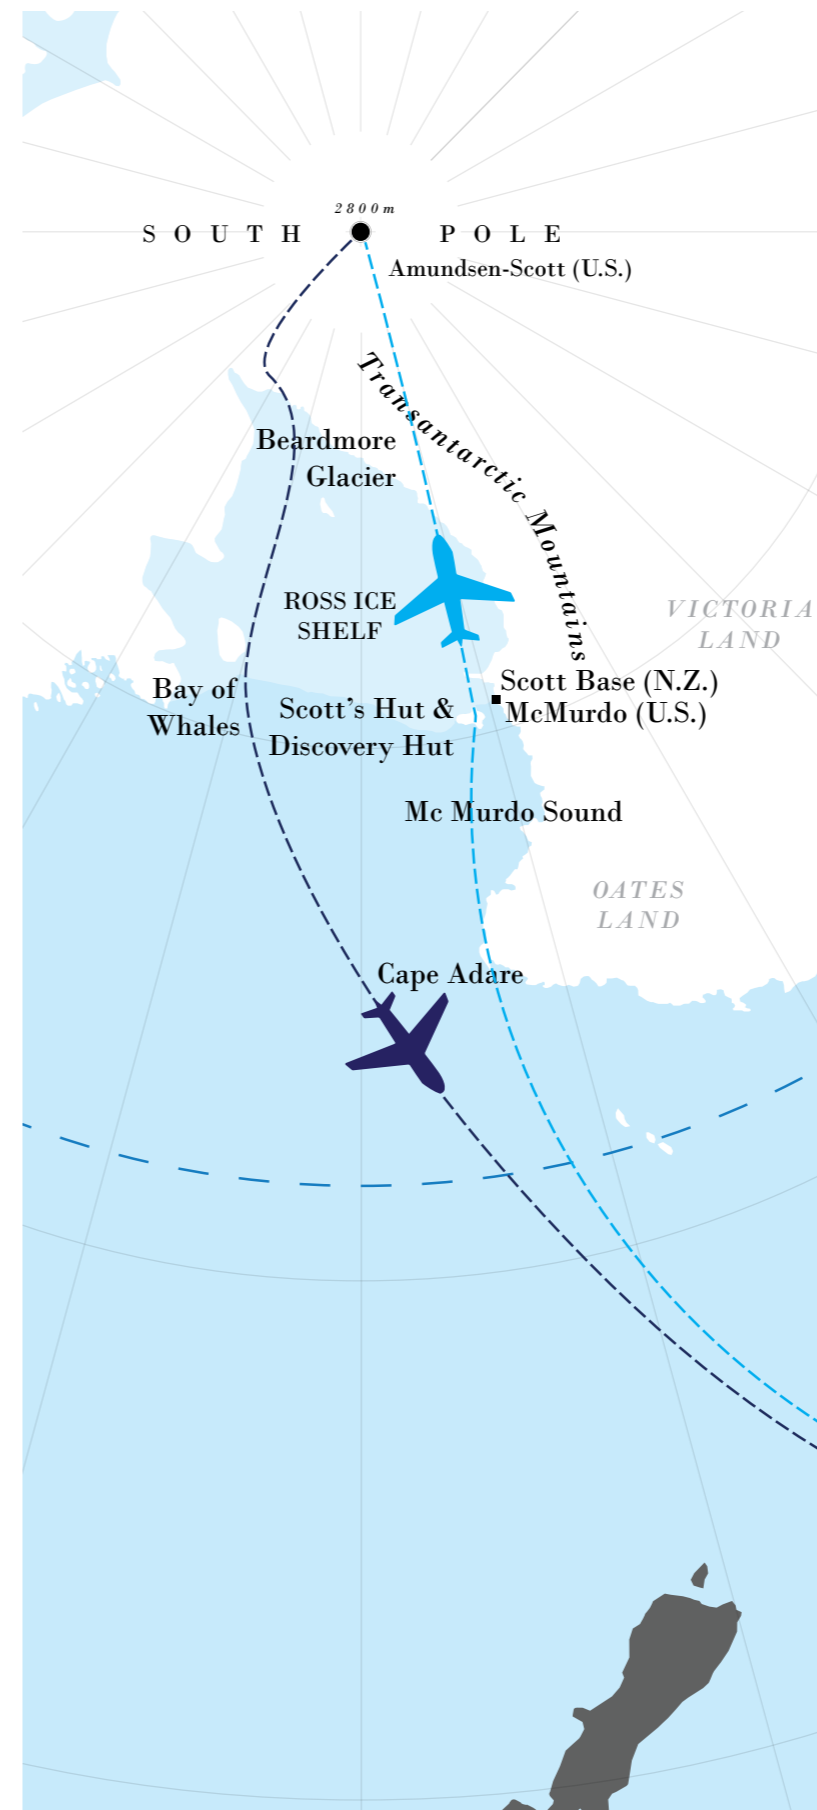 2800m
SOUTH POLE
Amundsen-Scott (U.S.)
Transantarctic Mountains
Beardmore
Glacier
ROSS ICE
SHELF
VICTORIA
LAND
Scott Base (N.Z.)
McMurdo (U.S.)
Bay of
Whales
Scott’s Hut &
Discovery Hut
Mc Murdo Sound
OATES
LAND
Cape Adare